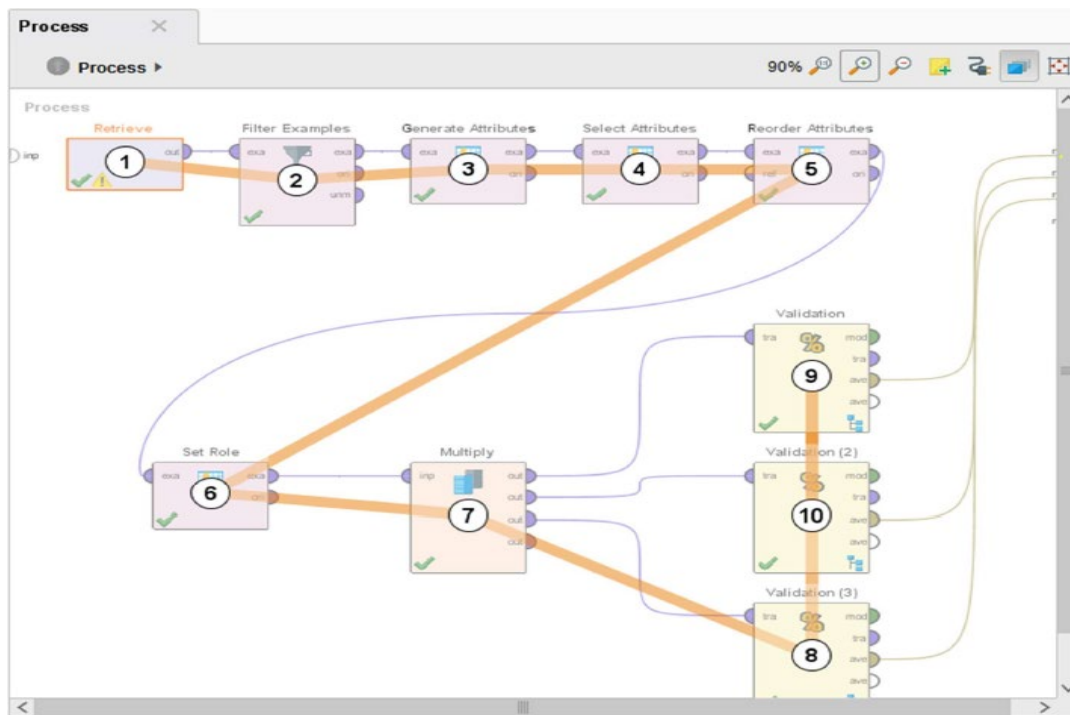 Process
Process
90%
Process
inp
Retrieve
out
1
Filter Examples
exa
exa
ori
unm
2
Generate Attributes
exa
exa
ori
3
Select Attributes
exa
exa
ori
4
Reorder Attributes
exa
exa
ref
ori
5
Validation
tra
mod
tra
ave
ave
9
Set Role
exa
exa
ori
6
Multiply
inp
out
out
out
out
7
Validation (2)
tra
mod
tra
ave
ave
10
Validation (3)
tra
mod
tra
ave
ave
8